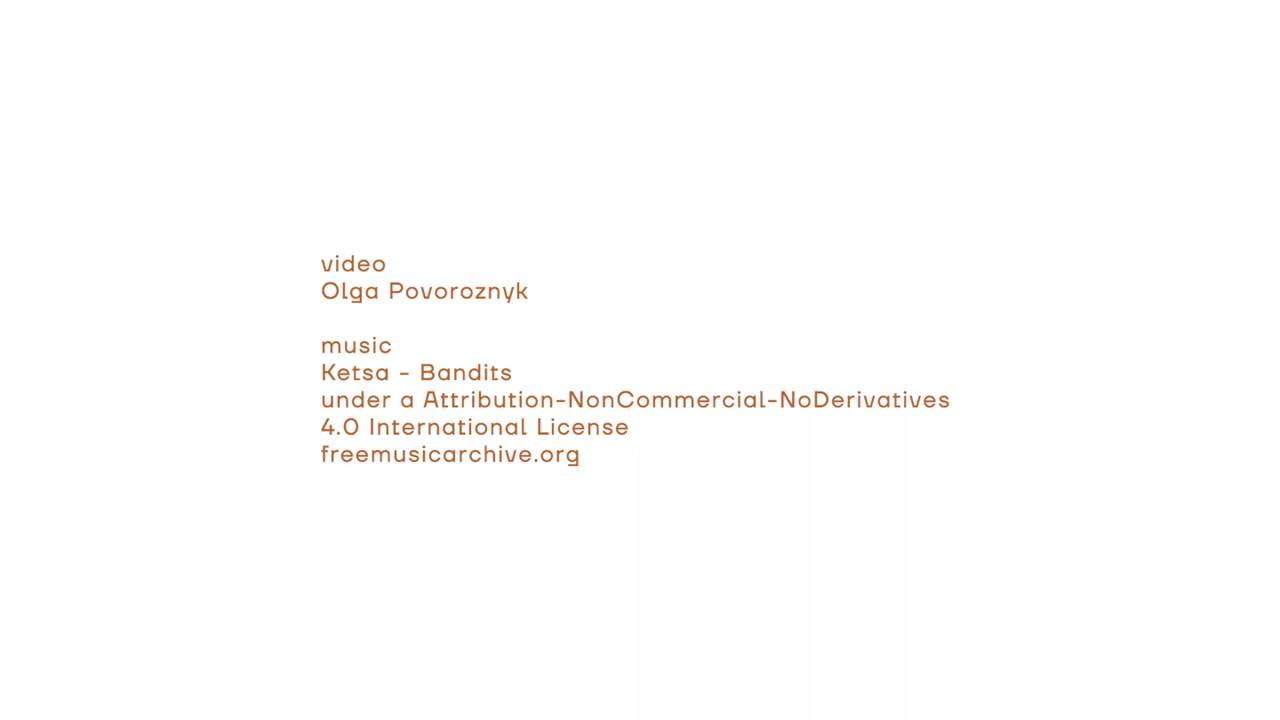 video
Olga Povoroznyk
music
Ketsa - Bandits
under a Attribution-NonCommercial-NoDerivatives
4.0 International License
freemusicarchive.org